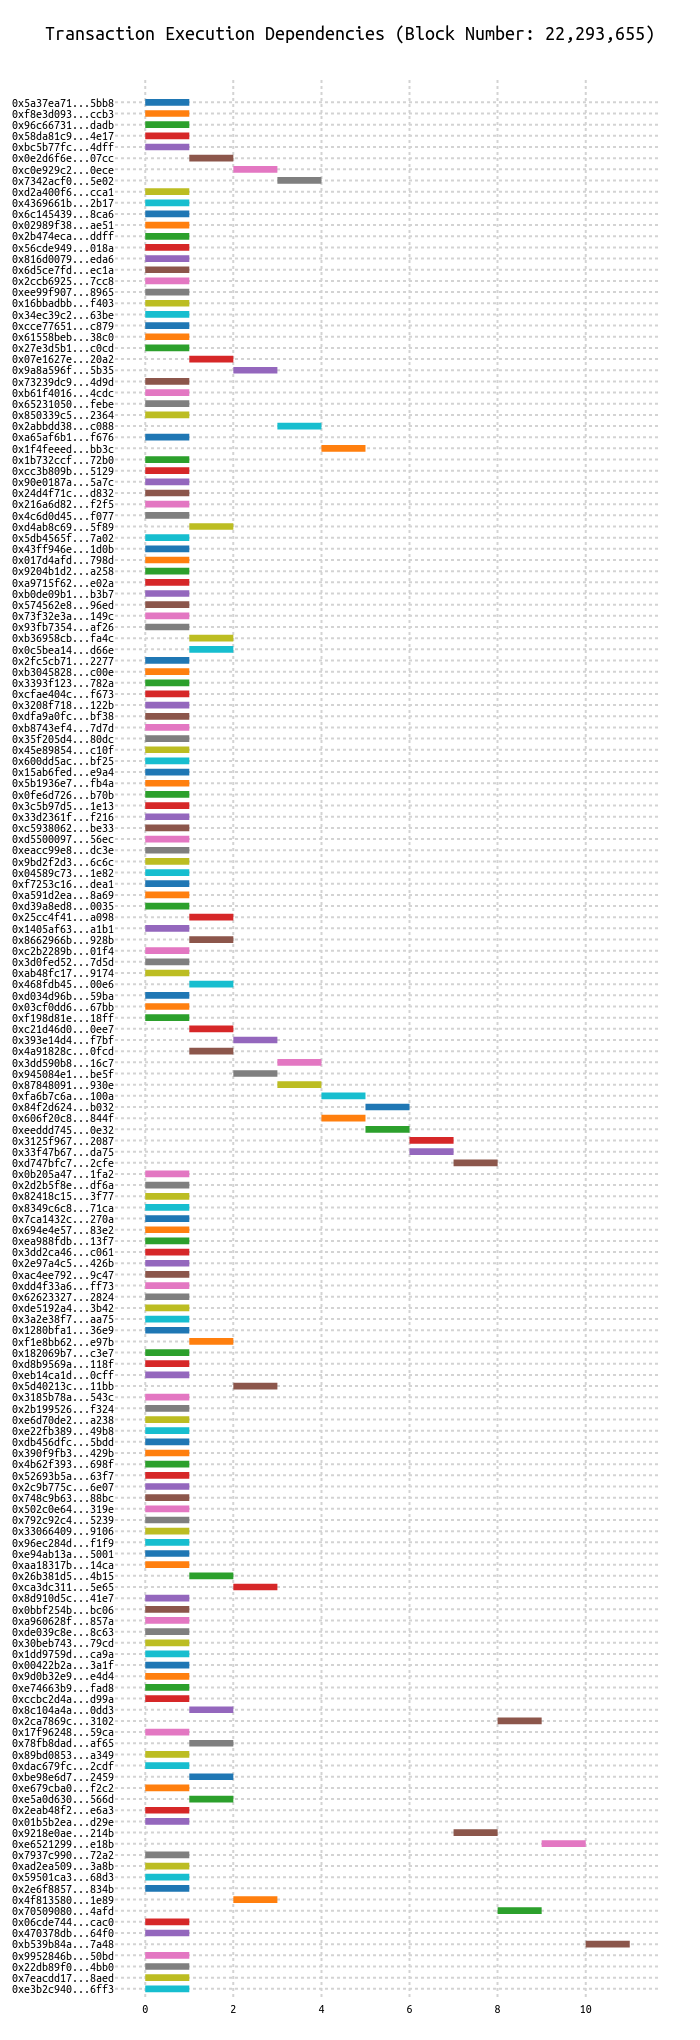 Transaction Execution Dependencies (Block Number: 22,293,655)
0x5a37ea71...5bb8
0xf8e3d093...ccb3
0x96c66731...dadb
0x58da81c9...4e17
0xbc5b77fc...4dff
0x0e2d6f6e...07cc
0xc0e929c2...0ece
0x7342acf0...5e02
0xd2a400f6...cca1
0x4369661b...2b17
0x6c145439...8ca6
0x02989f38...ae51
0x2b474eca...ddff
0x56cde949...018a
0x816d0079...eda6
0x6d5ce7fd...ec1a
0x2ccb6925...7cc8
0xee99f907...8965
0x16bbadbb...f403
0x34ec39c2...63be
0xcce77651...c879
0x61558beb...38c0
0x27e3d5b1...c0cd
0x07e1627e...20a2
0x9a8a596f...5b35
0x73239dc9...4d9d
0xb61f4016...4cdc
0x65231050...febe
0x850339c5...2364
0x2abbdd38...c088
0xa65af6b1...f676
0x1f4feeed...bb3c
0x1b732ccf...72b0
0xcc3b809b...5129
0x90e0187a...5a7c
0x24d4f71c...d832
0x216a6d82...f2f5
0x4c6d0d45...f077
0xd4ab8c69...5f89
0x5db4565f...7a02
0x43ff946e...1d0b
0x017d4afd...798d
0x9204b1d2...a258
0xa9715f62...e02a
0xb0de09b1...b3b7
0x574562e8...96ed
0x73f32e3a...149c
0x93fb7354...af26
0xb36958cb...fa4c
0x0c5bea14...d66e
0x2fc5cb71...2277
0xb3045828...c00e
0x3393f123...782a
0xcfae404c...f673
0x3208f718...122b
0xdfa9a0fc...bf38
0xb8743ef4...7d7d
0x35f205d4...80dc
0x45e89854...c10f
0x600dd5ac...bf25
0x15ab6fed...e9a4
0x5b1936e7...fb4a
0x0fe6d726...b70b
0x3c5b97d5...1e13
0x33d2361f...f216
0xc5938062...be33
0xd5500097...56ec
0xeacc99e8...dc3e
0x9bd2f2d3...6c6c
0x04589c73...1e82
0xf7253c16...dea1
0xa591d2ea...8a69
0xd39a8ed8...0035
0x25cc4f41...a098
0x1405af63...a1b1
0x8662966b...928b
0xc2b2289b...01f4
0x3d0fed52...7d5d
0xab48fc17...9174
0x468fdb45...00e6
0xd034d96b...59ba
0x03cf0dd6...67bb
0xf198d81e...18ff
0xc21d46d0...0ee7
0x393e14d4...f7bf
0x4a91828c...0fcd
0x3dd590b8...16c7
0x945084e1...be5f
0x87848091...930e
0xfa6b7c6a...100a
0x84f2d624...b032
0x606f20c8...844f
0xeeddd745...0e32
0x3125f967...2087
0x33f47b67...da75
0xd747bfc7...2cfe
0x0b205a47...1fa2
0x2d2b5f8e...df6a
0x82418c15...3f77
0x8349c6c8...71ca
0x7ca1432c...270a
0x694e4e57...83e2
0xea988fdb...13f7
0x3dd2ca46...c061
0x2e97a4c5...426b
0xac4ee792...9c47
0xdd4f33a6...ff73
0x62623327...2824
0xde5192a4...3b42
0x3a2e38f7...aa75
0x1280bfa1...36e9
0xf1e8bb62...e97b
0x182069b7...c3e7
0xd8b9569a...118f
0xeb14ca1d...0cff
0x5d40213c...11bb
0x3185b78a...543c
0x2b199526...f324
0xe6d70de2...a238
0xe22fb389...49b8
0xdb456dfc...5bdd
0x390f9fb3...429b
0x4b62f393...698f
0x52693b5a...63f7
0x2c9b775c...6e07
0x748c9b63...88bc
0x502c0e64...319e
0x792c92c4...5239
0x33066409...9106
0x96ec284d...f1f9
0xe94ab13a...5001
0xaa18317b...14ca
0x26b381d5...4b15
0xca3dc311...5e65
0x8d910d5c...41e7
0x0bbf254b...bc06
0xa960628f...857a
0xde039c8e...8c63
0x30beb743...79cd
0x1dd9759d...ca9a
0x00422b2a...3a1f
0x9d0b32e9...e4d4
0xe74663b9...fad8
0xccbc2d4a...d99a
0x8c104a4a...0dd3
0x2ca7869c...3102
0x17f96248...59ca
0x78fb8dad...af65
0x89bd0853...a349
0xdac679fc...2cdf
0xbe98e6d7...2459
0xe679cba0...f2c2
0xe5a0d630...566d
0x2eab48f2...e6a3
0x01b5b2ea...d29e
0x9218e0ae...214b
0xe6521299...e18b
0x7937c990...72a2
0xad2ea509...3a8b
0x59501ca3...68d3
0x2e6f8857...834b
0x4f813580...1e89
0x70509080...4afd
0x06cde744...cac0
0x470378db...64f0
0xb539b84a...7a48
0x9952846b...50bd
0x22db89f0...4bb0
0x7eacdd17...8aed
0xe3b2c940...6ff3
0 2 4 6 8 10